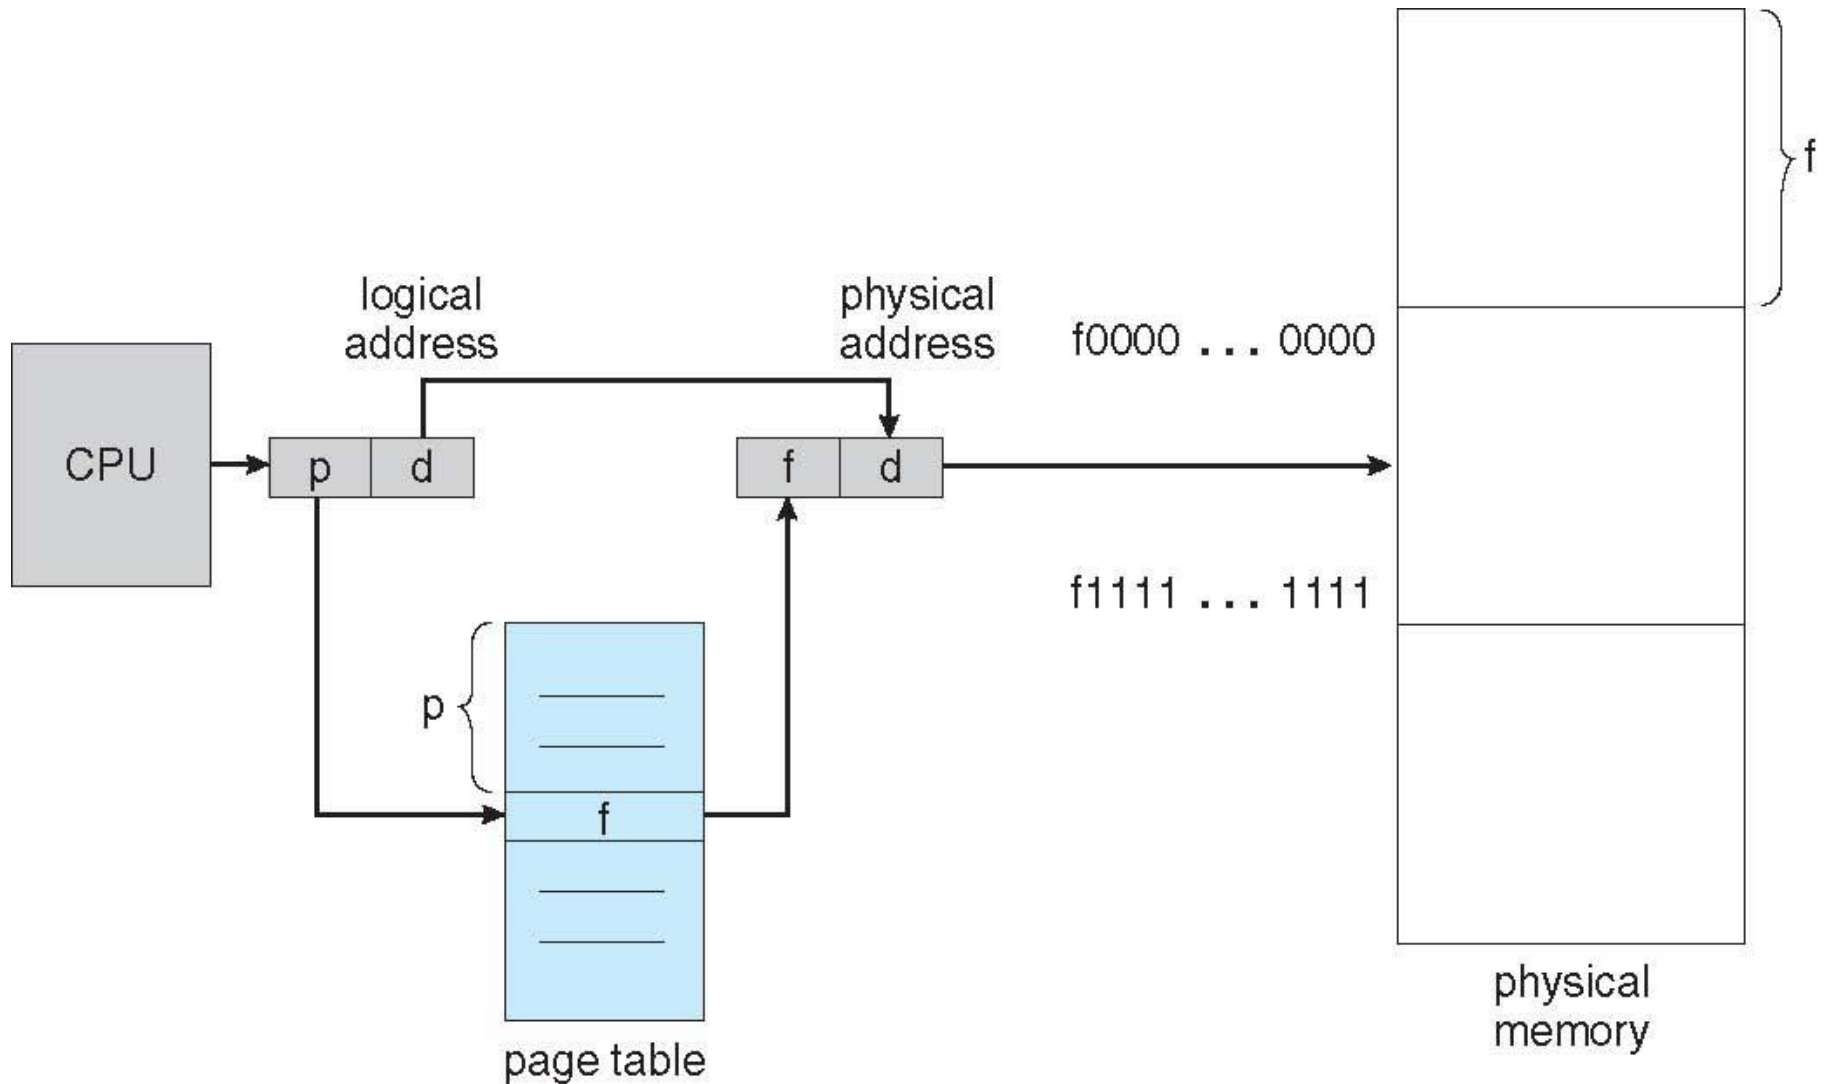 f
logical
address
physical
address
f0000 ... 0000
CPU
p
d
f
d
f1111 ... 1111
p
f
physical
memory
page table